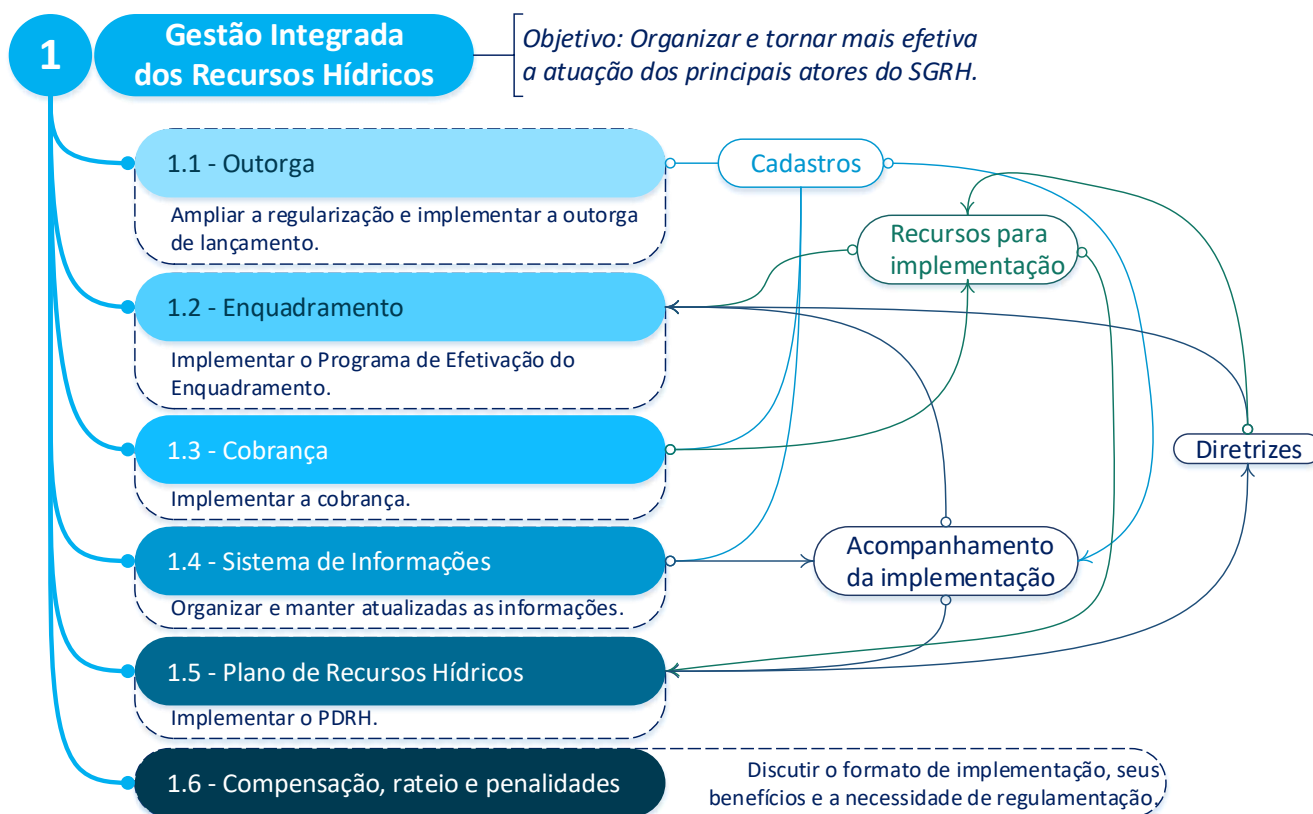 1
Gestão Integrada
dos Recursos Hídricos
Objetivo: Organizar e tornar mais efetiva
a atuação dos principais atores do SGRH.
1.1 - Outorga
Cadastros
Ampliar a regularização e implementar a outorga
de lançamento.
Recursos para
implementação
1.2 - Enquadramento
Implementar o Programa de Efetivação do
Enquadramento.
1.3 - Cobrança
Diretrizes
Implementar a cobrança.
1.4 - Sistema de Informações
Acompanhamento
da implementação
Organizar e manter atualizadas as informações.
1.5 - Plano de Recursos Hídricos
Implementar o PDRH.
1.6 - Compensação, rateio e penalidades
Discutir o formato de implementação, seus
benefícios e a necessidade de regulamentação.